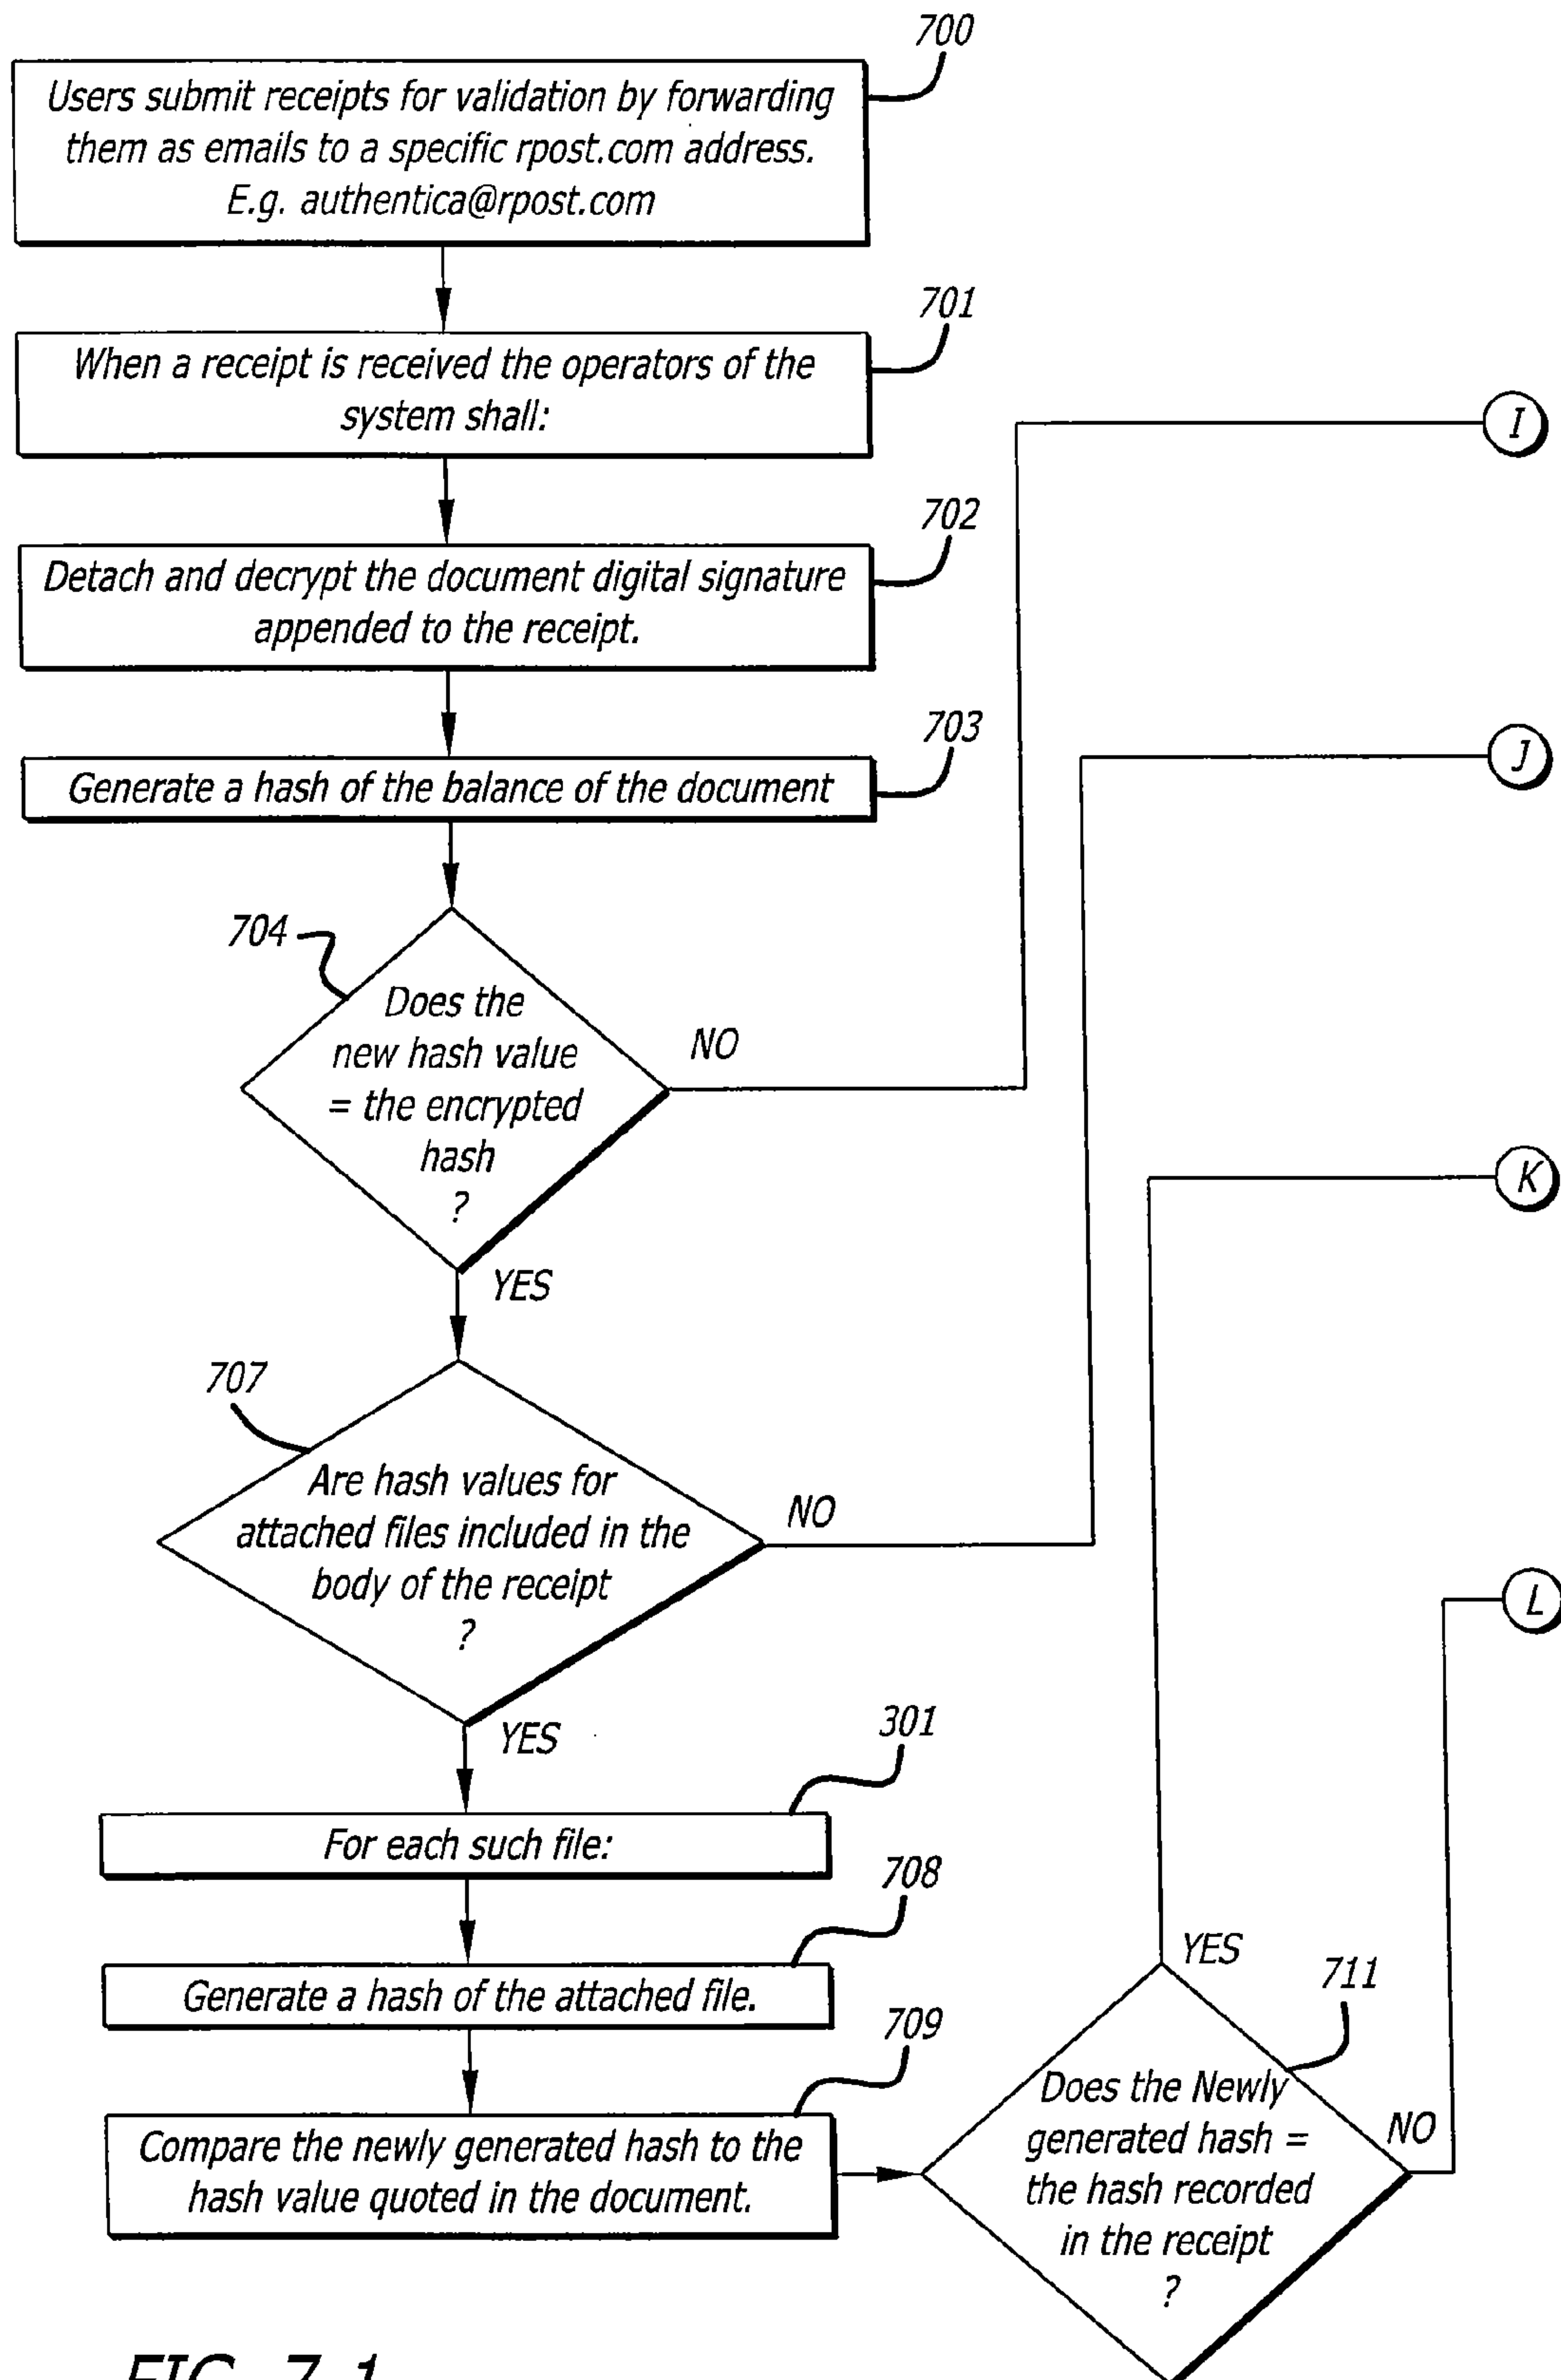 700
Users submit receipts for validation by forwarding
them as emails to a specific rpost.com address.
E.g. authentica@rpost.com
701
When a receipt is received the operators of the
system shall:
I
702
Detach and decrypt the document digital signature
appended to the receipt.
703
Generate a hash of the balance of the document
J
704
Does the
new hash value
= the encrypted
hash
?
NO
YES
K
707
Are hash values for
attached files included in the
body of the receipt
?
NO
YES
L
301
For each such file:
708
Generate a hash of the attached file.
709
Compare the newly generated hash to the
hash value quoted in the document.
YES
711
Does the Newly
generated hash =
the hash recorded
in the receipt
?
NO
FIG. 7-1